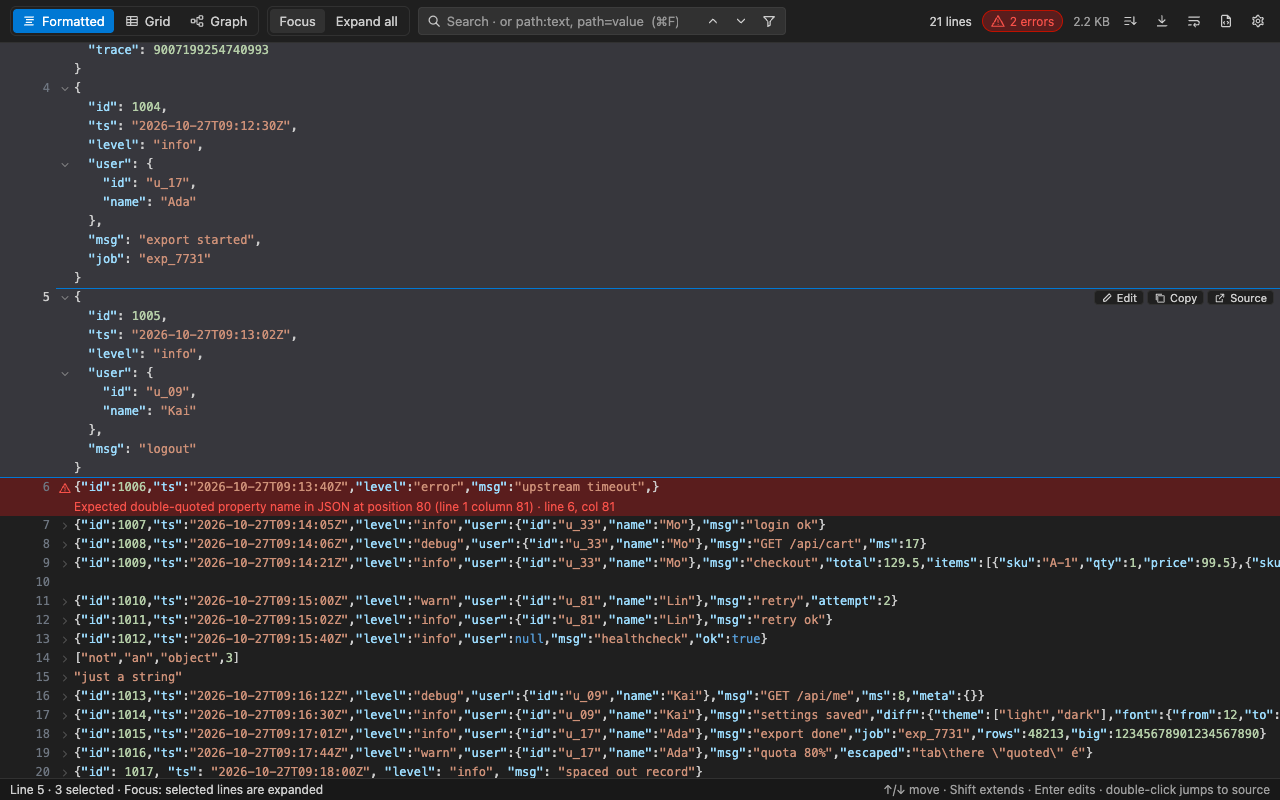 Formatted Grid Graph Focus Expand all Search · or path:text, path=value (⌘F) 21 lines 2 errors 2.2 KB
"trace": 9007199254740993
}
4 {
"id": 1004,
"ts": "2026-10-27T09:12:30Z",
"level": "info",
"user": {
"id": "u_17",
"name": "Ada"
},
"msg": "export started",
"job": "exp_7731"
}
5 { Edit Copy Source
"id": 1005,
"ts": "2026-10-27T09:13:02Z",
"level": "info",
"user": {
"id": "u_09",
"name": "Kai"
},
"msg": "logout"
}
6 {"id":1006,"ts":"2026-10-27T09:13:40Z","level":"error","msg":"upstream timeout",}
Expected double-quoted property name in JSON at position 80 (line 1 column 81) · line 6, col 81
7 {"id":1007,"ts":"2026-10-27T09:14:05Z","level":"info","user":{"id":"u_33","name":"Mo"},"msg":"login ok"}
8 {"id":1008,"ts":"2026-10-27T09:14:06Z","level":"debug","user":{"id":"u_33","name":"Mo"},"msg":"GET /api/cart","ms":17}
9 {"id":1009,"ts":"2026-10-27T09:14:21Z","level":"info","user":{"id":"u_33","name":"Mo"},"msg":"checkout","total":129.5,"items":[{"sku":"A-1","qty":1,"price":99.5},{"sku
10
11 {"id":1010,"ts":"2026-10-27T09:15:00Z","level":"warn","user":{"id":"u_81","name":"Lin"},"msg":"retry","attempt":2}
12 {"id":1011,"ts":"2026-10-27T09:15:02Z","level":"info","user":{"id":"u_81","name":"Lin"},"msg":"retry ok"}
13 {"id":1012,"ts":"2026-10-27T09:15:40Z","level":"info","user":null,"msg":"healthcheck","ok":true}
14 ["not","an","object",3]
15 "just a string"
16 {"id":1013,"ts":"2026-10-27T09:16:12Z","level":"debug","user":{"id":"u_09","name":"Kai"},"msg":"GET /api/me","ms":8,"meta":{}}
17 {"id":1014,"ts":"2026-10-27T09:16:30Z","level":"info","user":{"id":"u_09","name":"Kai"},"msg":"settings saved","diff":{"theme":["light","dark"],"font":{"from":12,"to":
18 {"id":1015,"ts":"2026-10-27T09:17:01Z","level":"info","user":{"id":"u_17","name":"Ada"},"msg":"export done","job":"exp_7731","rows":48213,"big":12345678901234567890}
19 {"id":1016,"ts":"2026-10-27T09:17:44Z","level":"warn","user":{"id":"u_17","name":"Ada"},"msg":"quota 80%","escaped":"tab\there \"quoted\" é"}
20 {"id": 1017, "ts": "2026-10-27T09:18:00Z", "level": "info", "msg": "spaced out record"}
Line 5 · 3 selected · Focus: selected lines are expanded ↑/↓ move · Shift extends · Enter edits · double-click jumps to source